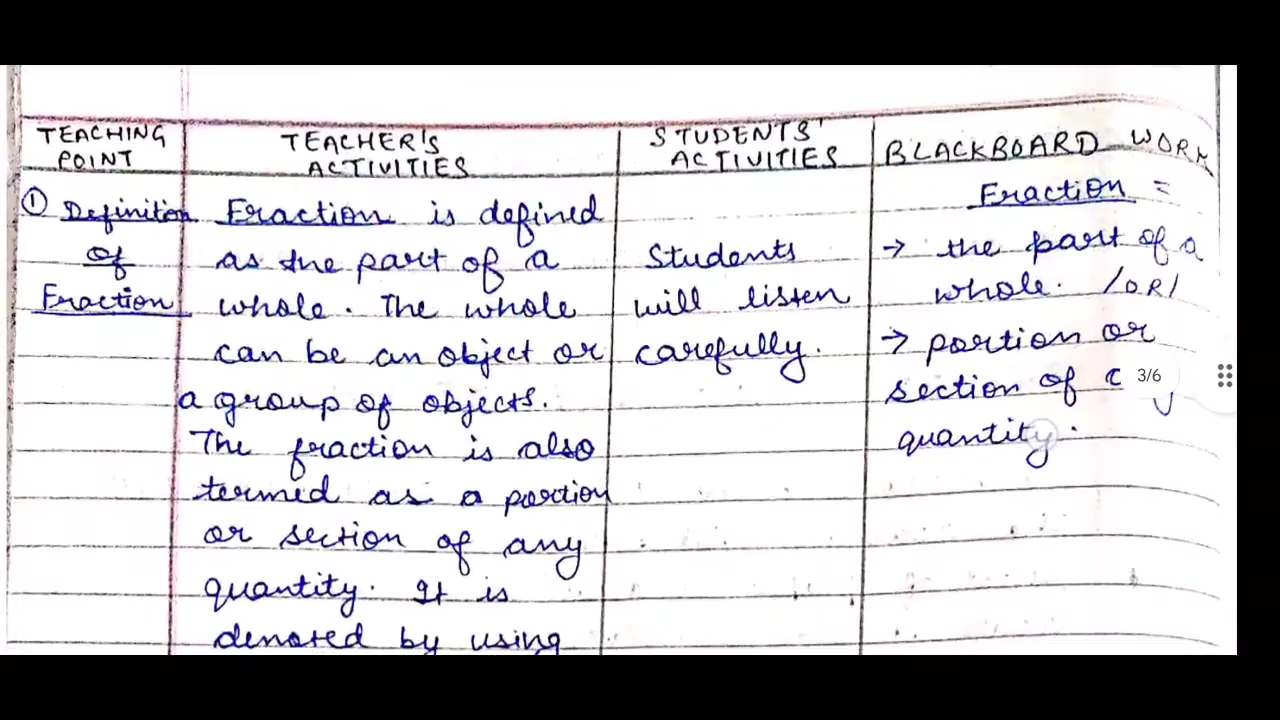 TEACHING POINT
TEACHER'S ACTIVITIES
STUDENTS' ACTIVITIES
BLACKBOARD WORK
① Definition
of
Fraction
Fraction is defined
as the part of a
whole. The whole
can be an object or
a group of objects.
The fraction is also
termed as a portion
or section of any
quantity. It is
denoted by using
Students
will listen
carefully.
Fraction =
→ the part of a
whole. /OR/
→ portion or
section of
quantity.
3/6